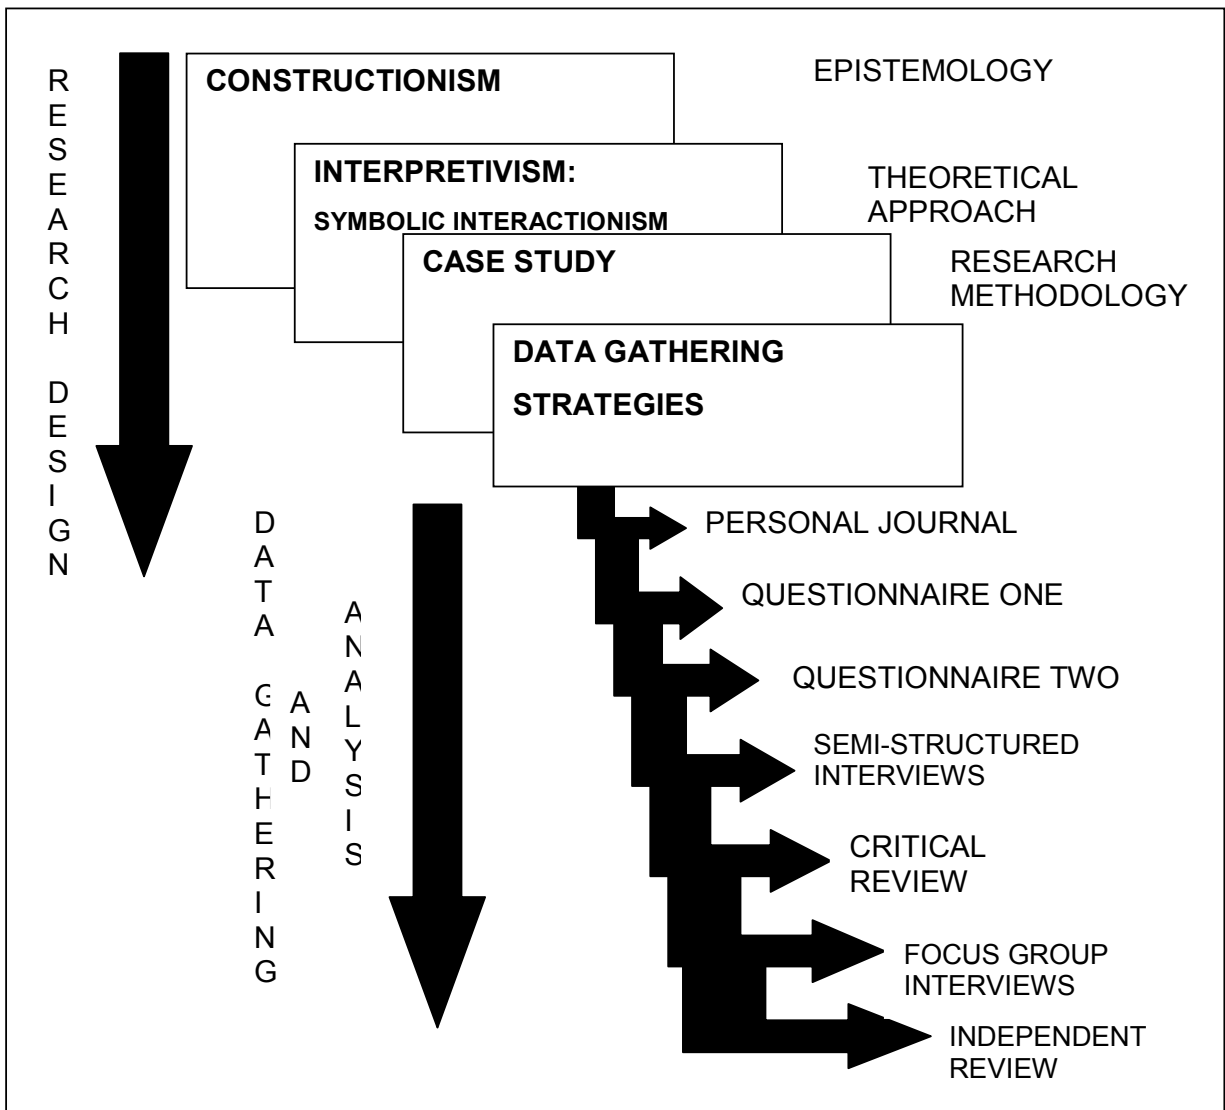 RESEARCH DESIGN
CONSTRUCTIONISM
EPISTEMOLOGY
INTERPRETIVISM:
SYMBOLIC INTERACTIONISM
THEORETICAL
APPROACH
CASE STUDY
RESEARCH
METHODOLOGY
DATA GATHERING
STRATEGIES
DATA GATHERING
AND
ANALYSIS
PERSONAL JOURNAL
QUESTIONNAIRE ONE
QUESTIONNAIRE TWO
SEMI-STRUCTURED
INTERVIEWS
CRITICAL
REVIEW
FOCUS GROUP
INTERVIEWS
INDEPENDENT
REVIEW